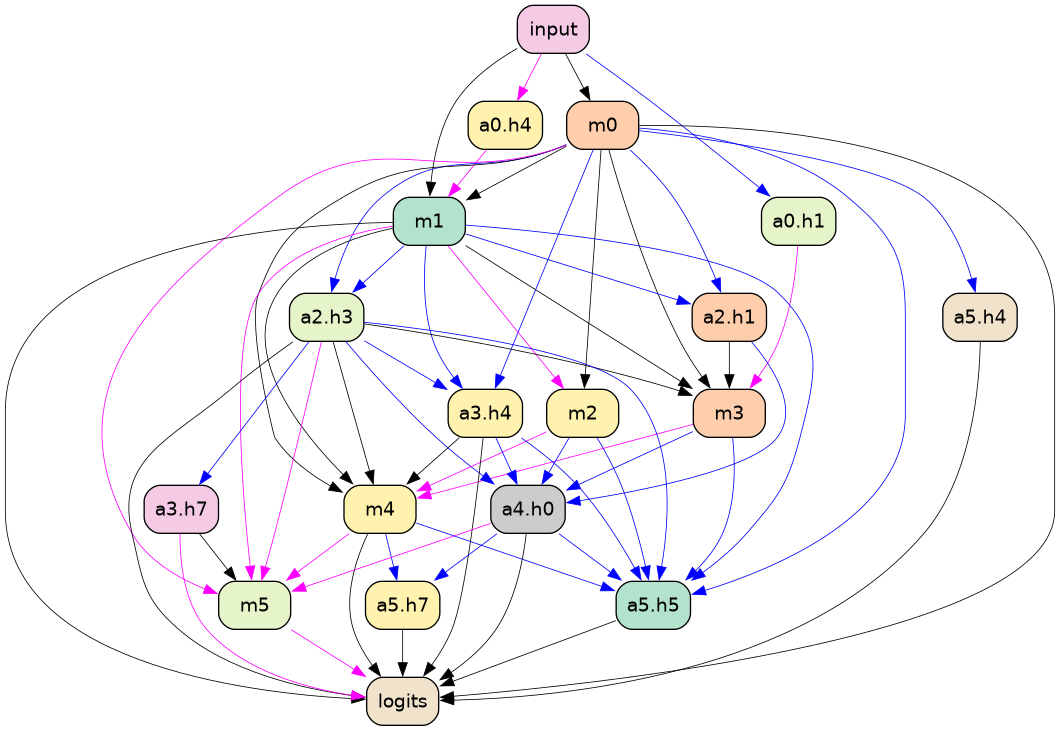 input
a0.h4
m0
m1
a0.h1
a2.h3
a2.h1
a5.h4
a3.h4
m2
m3
a3.h7
m4
a4.h0
m5
a5.h7
a5.h5
logits